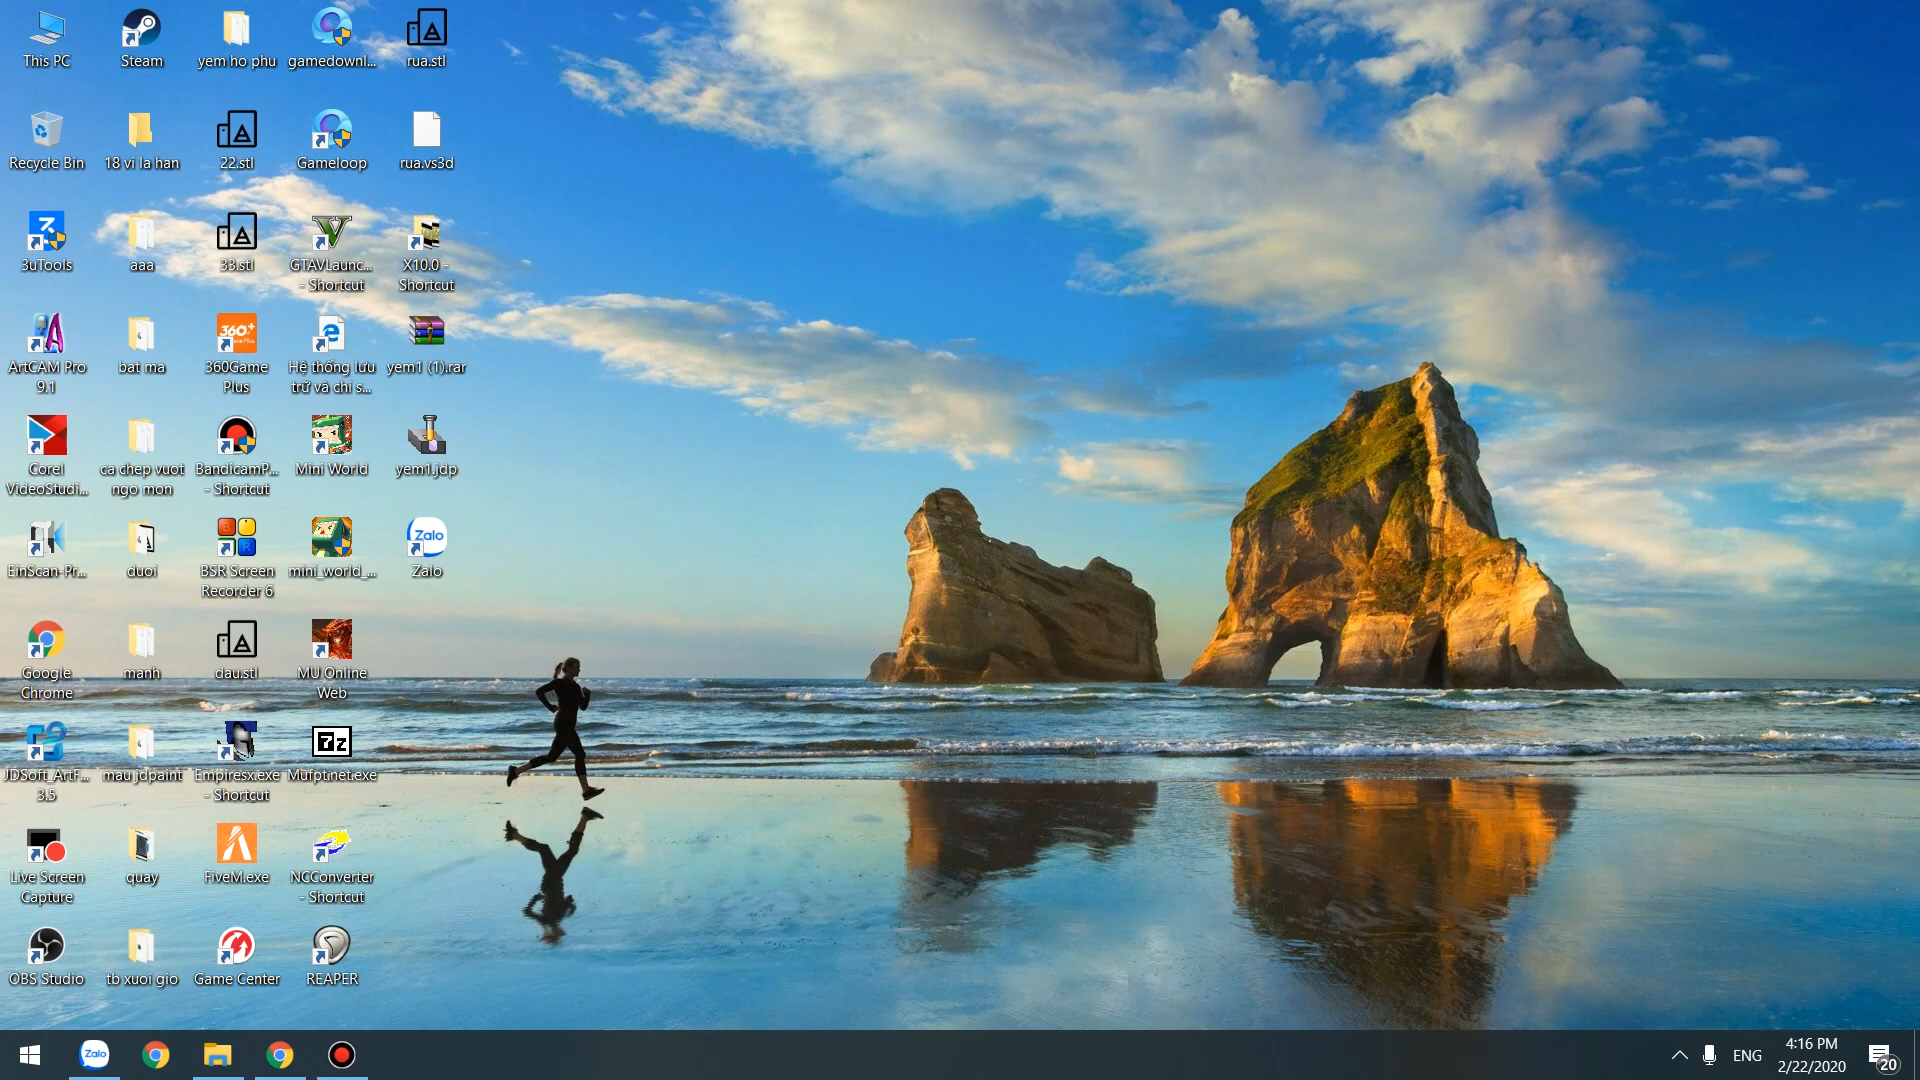 This PC
Steam
yem ho phu
gamedownl...
rua.stl
Recycle Bin
18 vi la han
22.stl
Gameloop
rua.vs3d
3uTools
aaa
33.stl
GTAVLaunc...
- Shortcut
X10.0 -
Shortcut
ArtCAM Pro
9.1
bat ma
360+
360Game
Plus
Hệ thống lưu
trữ và chi s...
yem1 (1).rar
Corel
VideoStudi...
ca chep vuot
ngo mon
BandicamP...
- Shortcut
Mini World
yem1.jdp
EinScan-Pr...
duoi
BSR Screen
Recorder 6
mini_world_...
Zalo
Zalo
Google
Chrome
manh
dau.stl
MU Online
Web
JDSoft_ArtF...
3.5
mau jdpaint
Empiresx.exe
- Shortcut
7z
Mufptinet.exe
Live Screen
Capture
quay
FiveM.exe
NCConverter
- Shortcut
OBS Studio
tb xuoi gio
Game Center
REAPER
Zalo
ENG
4:16 PM
2/22/2020
20